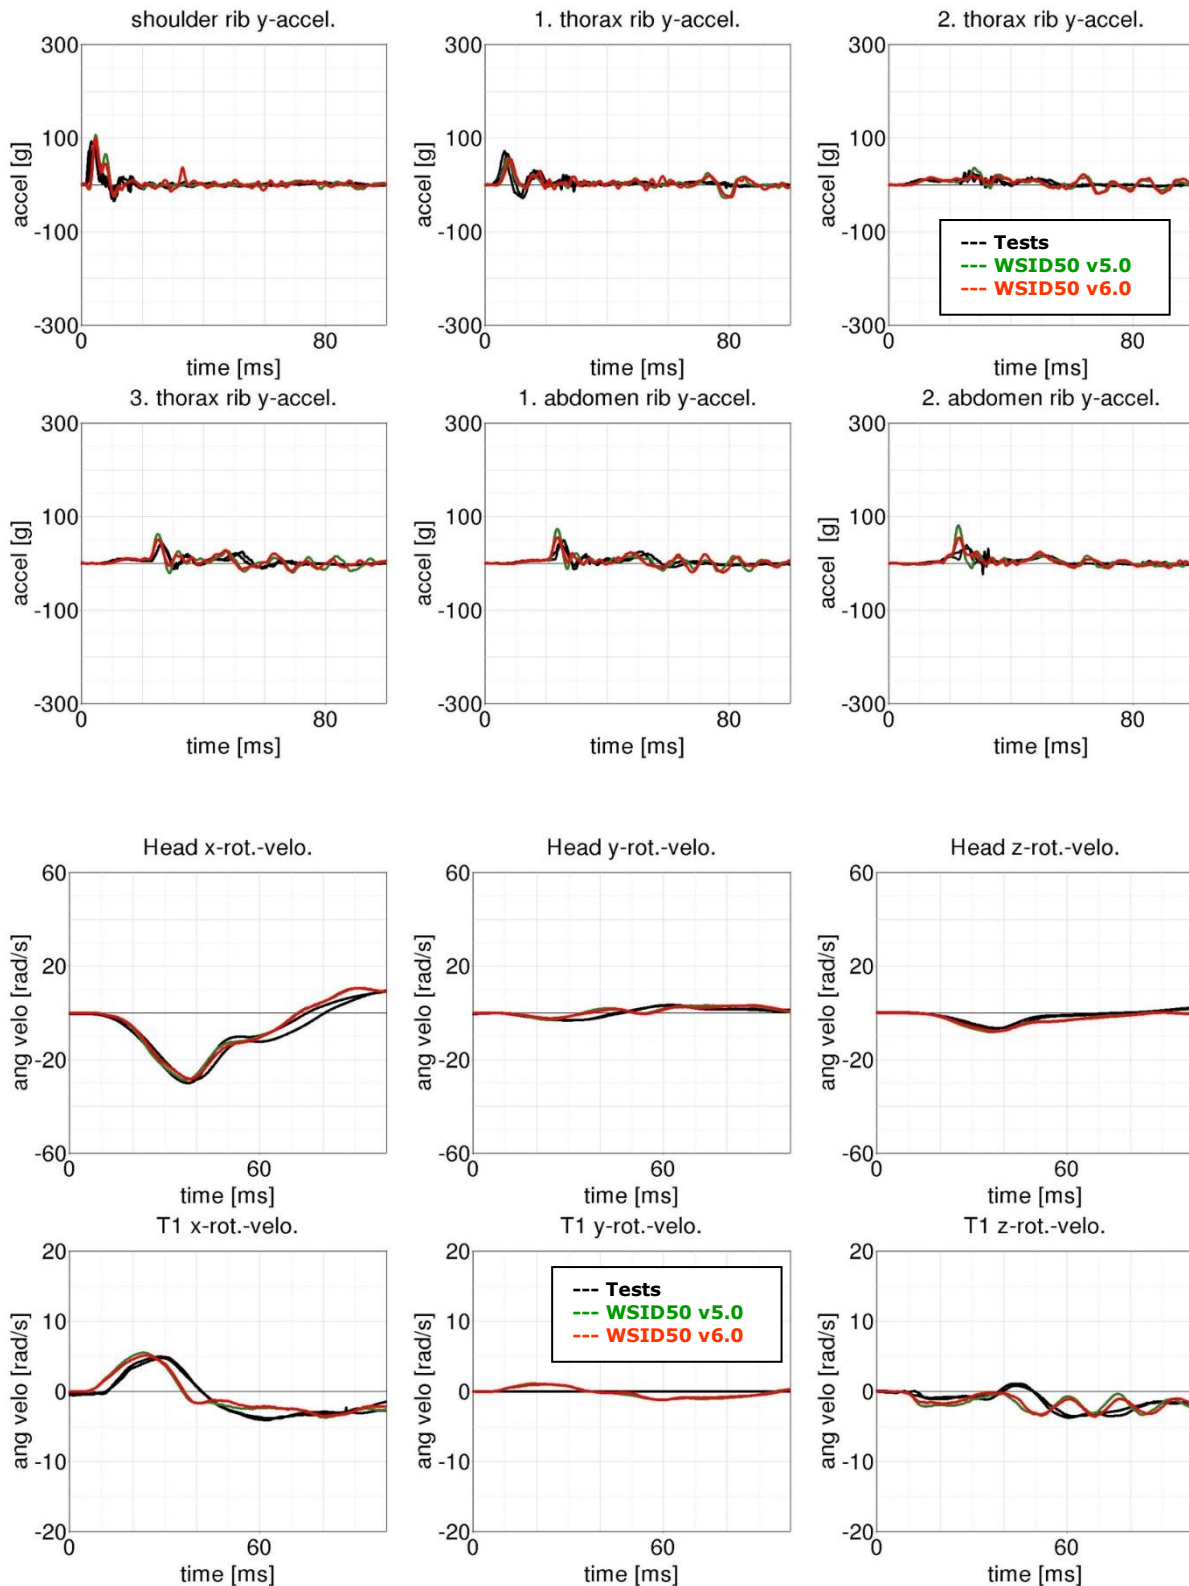 shoulder rib y-accel.
300
100
-100
-300
accel [g]
0 80
time [ms]
1. thorax rib y-accel.
300
100
-100
-300
accel [g]
0 80
time [ms]
2. thorax rib y-accel.
300
100
-100
-300
accel [g]
--- Tests
--- WSID50 v5.0
--- WSID50 v6.0
0 80
time [ms]
3. thorax rib y-accel.
300
100
-100
-300
accel [g]
0 80
time [ms]
1. abdomen rib y-accel.
300
100
-100
-300
accel [g]
0 80
time [ms]
2. abdomen rib y-accel.
300
100
-100
-300
accel [g]
0 80
time [ms]
Head x-rot.-velo.
60
20
-20
-60
ang velo [rad/s]
0 60
time [ms]
Head y-rot.-velo.
60
20
-20
-60
ang velo [rad/s]
0 60
time [ms]
Head z-rot.-velo.
60
20
-20
-60
ang velo [rad/s]
0 60
time [ms]
T1 x-rot.-velo.
20
10
0
-10
-20
ang velo [rad/s]
0 60
time [ms]
T1 y-rot.-velo.
20
10
0
-10
-20
ang velo [rad/s]
--- Tests
--- WSID50 v5.0
--- WSID50 v6.0
0 60
time [ms]
T1 z-rot.-velo.
20
10
0
-10
-20
ang velo [rad/s]
0 60
time [ms]